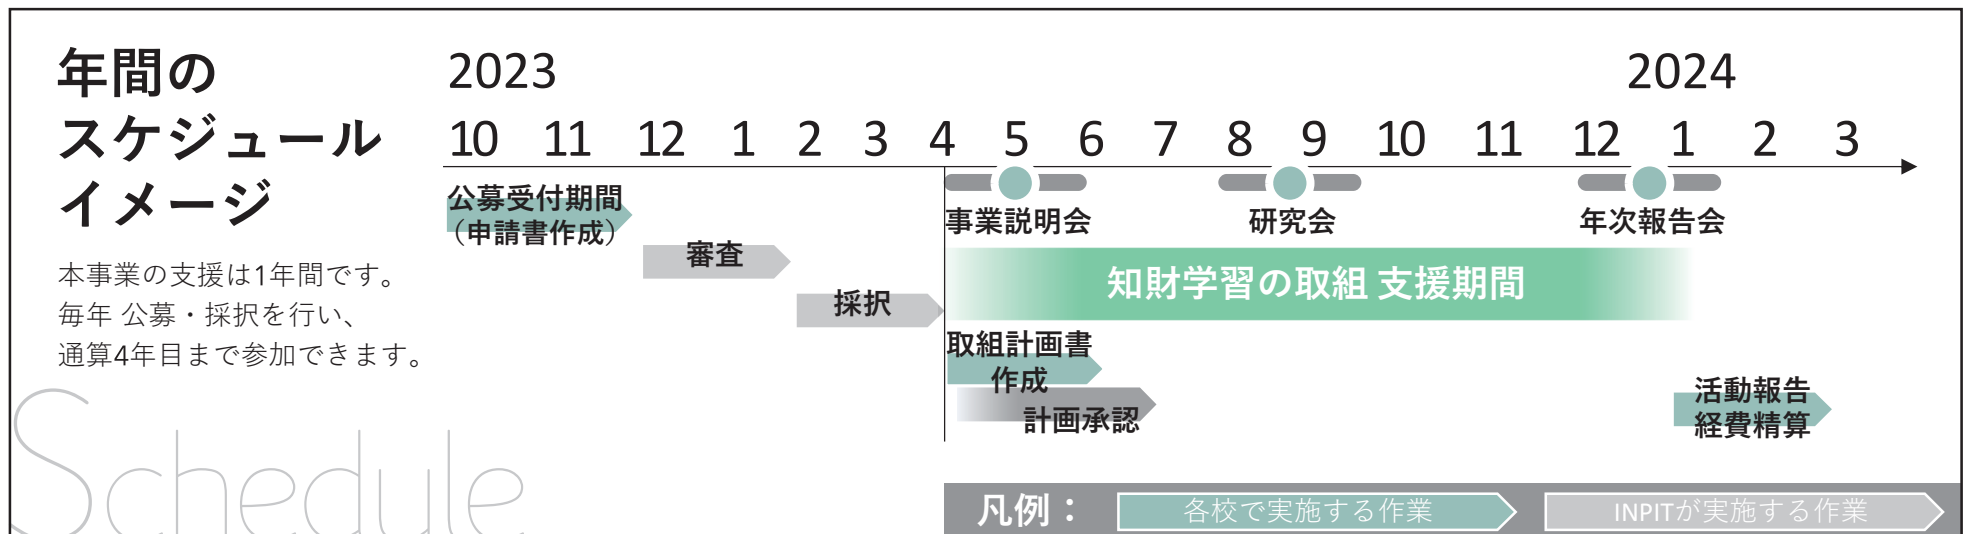 年間の
スケジュール
イメージ
本事業の支援は1年間です。
毎年 公募・採択を行い、
通算4年目まで参加できます。
Schedule
2023
2024
10 11 12 1 2 3 4 5 6 7 8 9 10 11 12 1 2 3
公募受付期間
（申請書作成）
審査
採択
事業説明会
研究会
年次報告会
知財学習の取組 支援期間
取組計画書
作成
計画承認
活動報告
経費精算
凡例：
各校で実施する作業
INPITが実施する作業